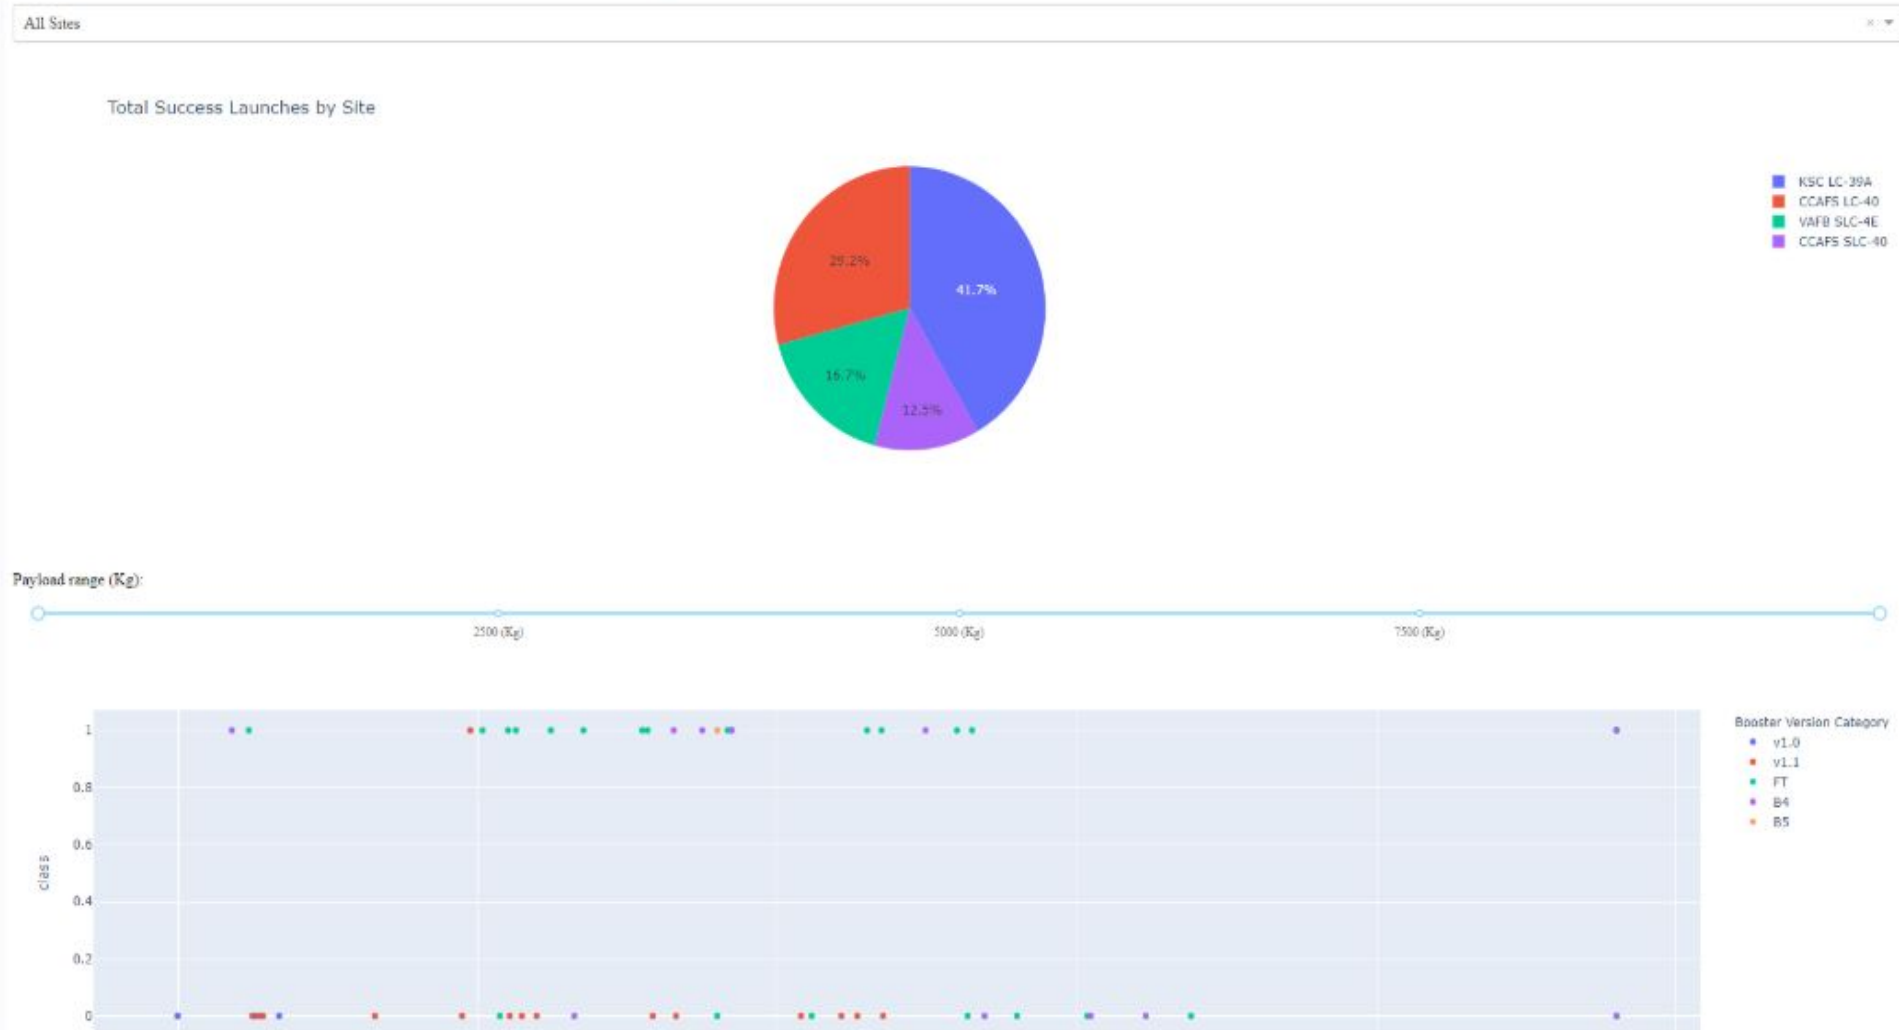 All Sites
× ▼
Total Success Launches by Site
KSC LC-39A
CCAFS LC-40
VAFB SLC-4E
CCAFS SLC-40
29.2%
41.7%
16.7%
12.5%
Payload range (Kg):
2500 (Kg)
5000 (Kg)
7500 (Kg)
Booster Version Category
v1.0
v1.1
FT
B4
B5
1
0.8
0.6
class
0.4
0.2
0